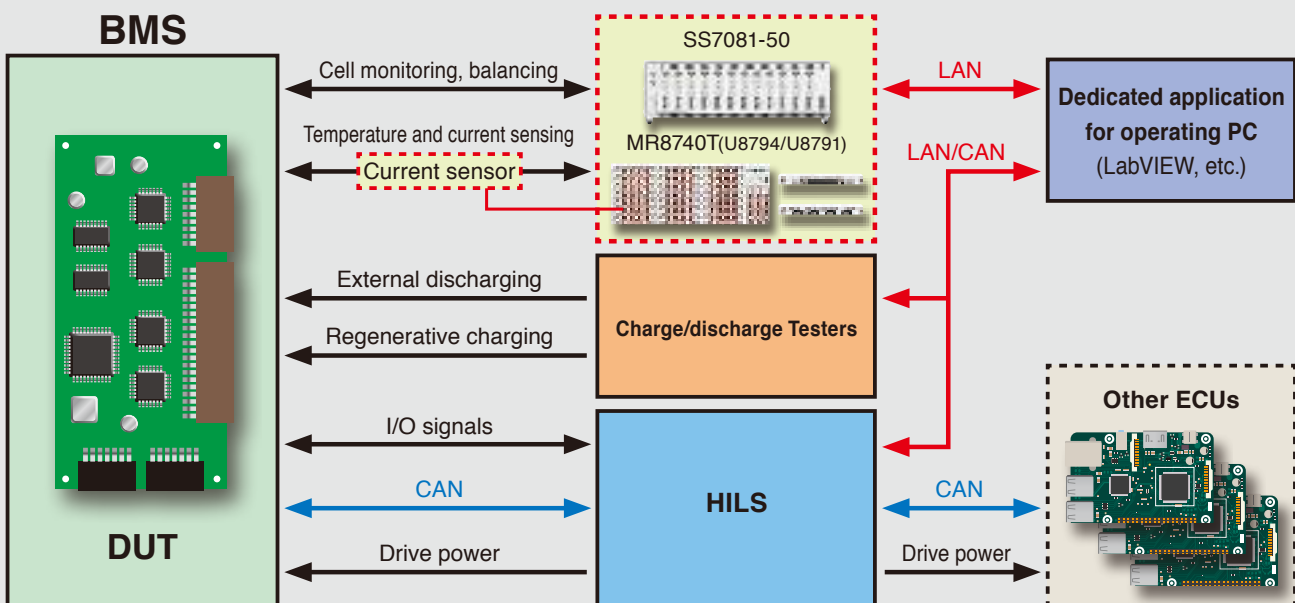 BMS
DUT
Cell monitoring, balancing
Temperature and current sensing
Current sensor
SS7081-50
MR8740T(U8794/U8791)
LAN
LAN/CAN
Dedicated application
for operating PC
(LabVIEW, etc.)
External discharging
Regenerative charging
Charge/discharge Testers
I/O signals
CAN
Drive power
HILS
CAN
Drive power
Other ECUs